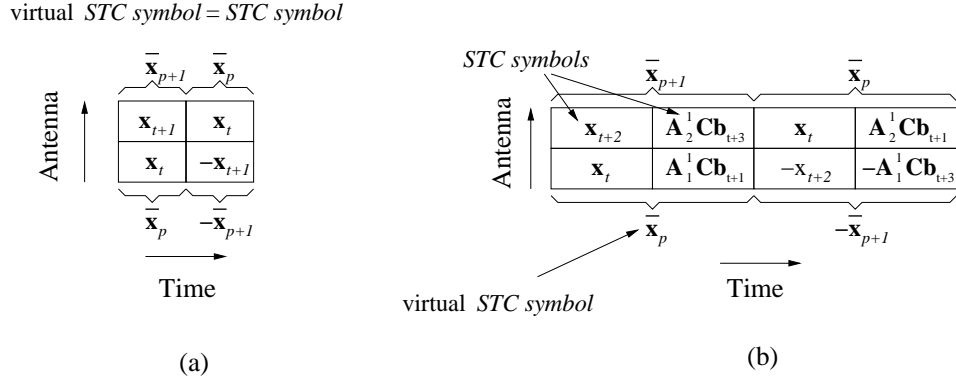 virtual STC symbol = STC symbol
x̄ₚ₊₁ x̄ₚ
Antenna
xₜ₊₁ xₜ
xₜ −xₜ₊₁
x̄ₚ −x̄ₚ₊₁
Time
(a)
STC symbols
x̄ₚ₊₁ x̄ₚ
Antenna
xₜ₊₂ A₂¹Cbₜ₊₃ xₜ A₂¹Cbₜ₊₁
xₜ A₁¹Cbₜ₊₁ −xₜ₊₂ −A₁¹Cbₜ₊₃
x̄ₚ −x̄ₚ₊₁
virtual STC symbol
Time
(b)